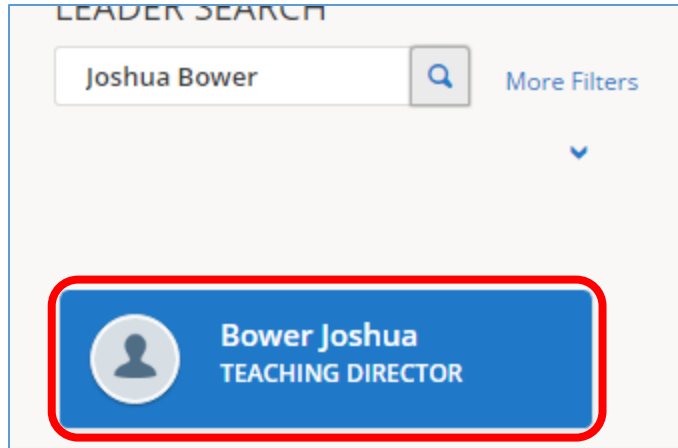 LEADER SEARCH
Joshua Bower
More Filters
Bower Joshua
TEACHING DIRECTOR